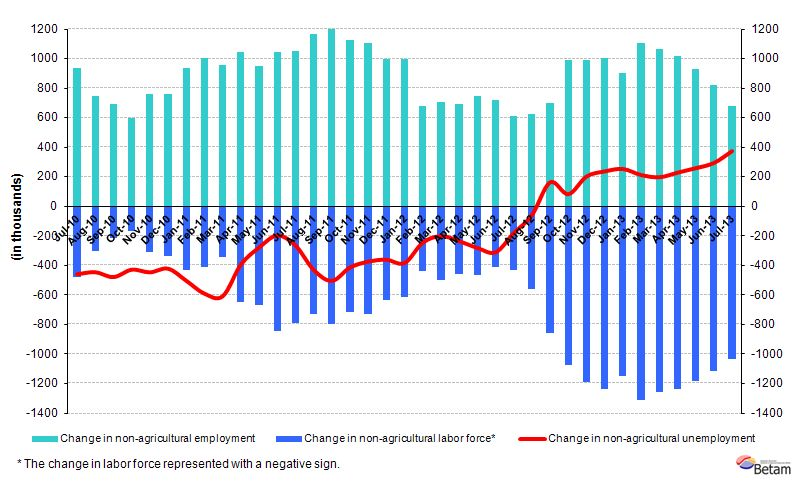 1200 1200
1000 1000
800 800
600 600
400 400
200 200
0 0
-200 -200
-400 -400
-600 -600
-800 -800
-1000 -1000
-1200 -1200
-1400 -1400
(in thousands)
Jul-10 Aug-10 Sep-10 Oct-10 Nov-10 Dec-10 Jan-11 Feb-11 Mar-11 Apr-11 May-11 Jun-11 Jul-11 Aug-11 Sep-11 Oct-11 Nov-11 Dec-11 Jan-12 Feb-12 Mar-12 Apr-12 May-12 Jun-12 Jul-12 Aug-12 Sep-12 Oct-12 Nov-12 Dec-12 Jan-13 Feb-13 Mar-13 Apr-13 May-13 Jun-13 Jul-13
Change in non-agricultural employment Change in non-agricultural labor force* Change in non-agricultural unemployment
* The change in labor force represented with a negative sign.
Betam